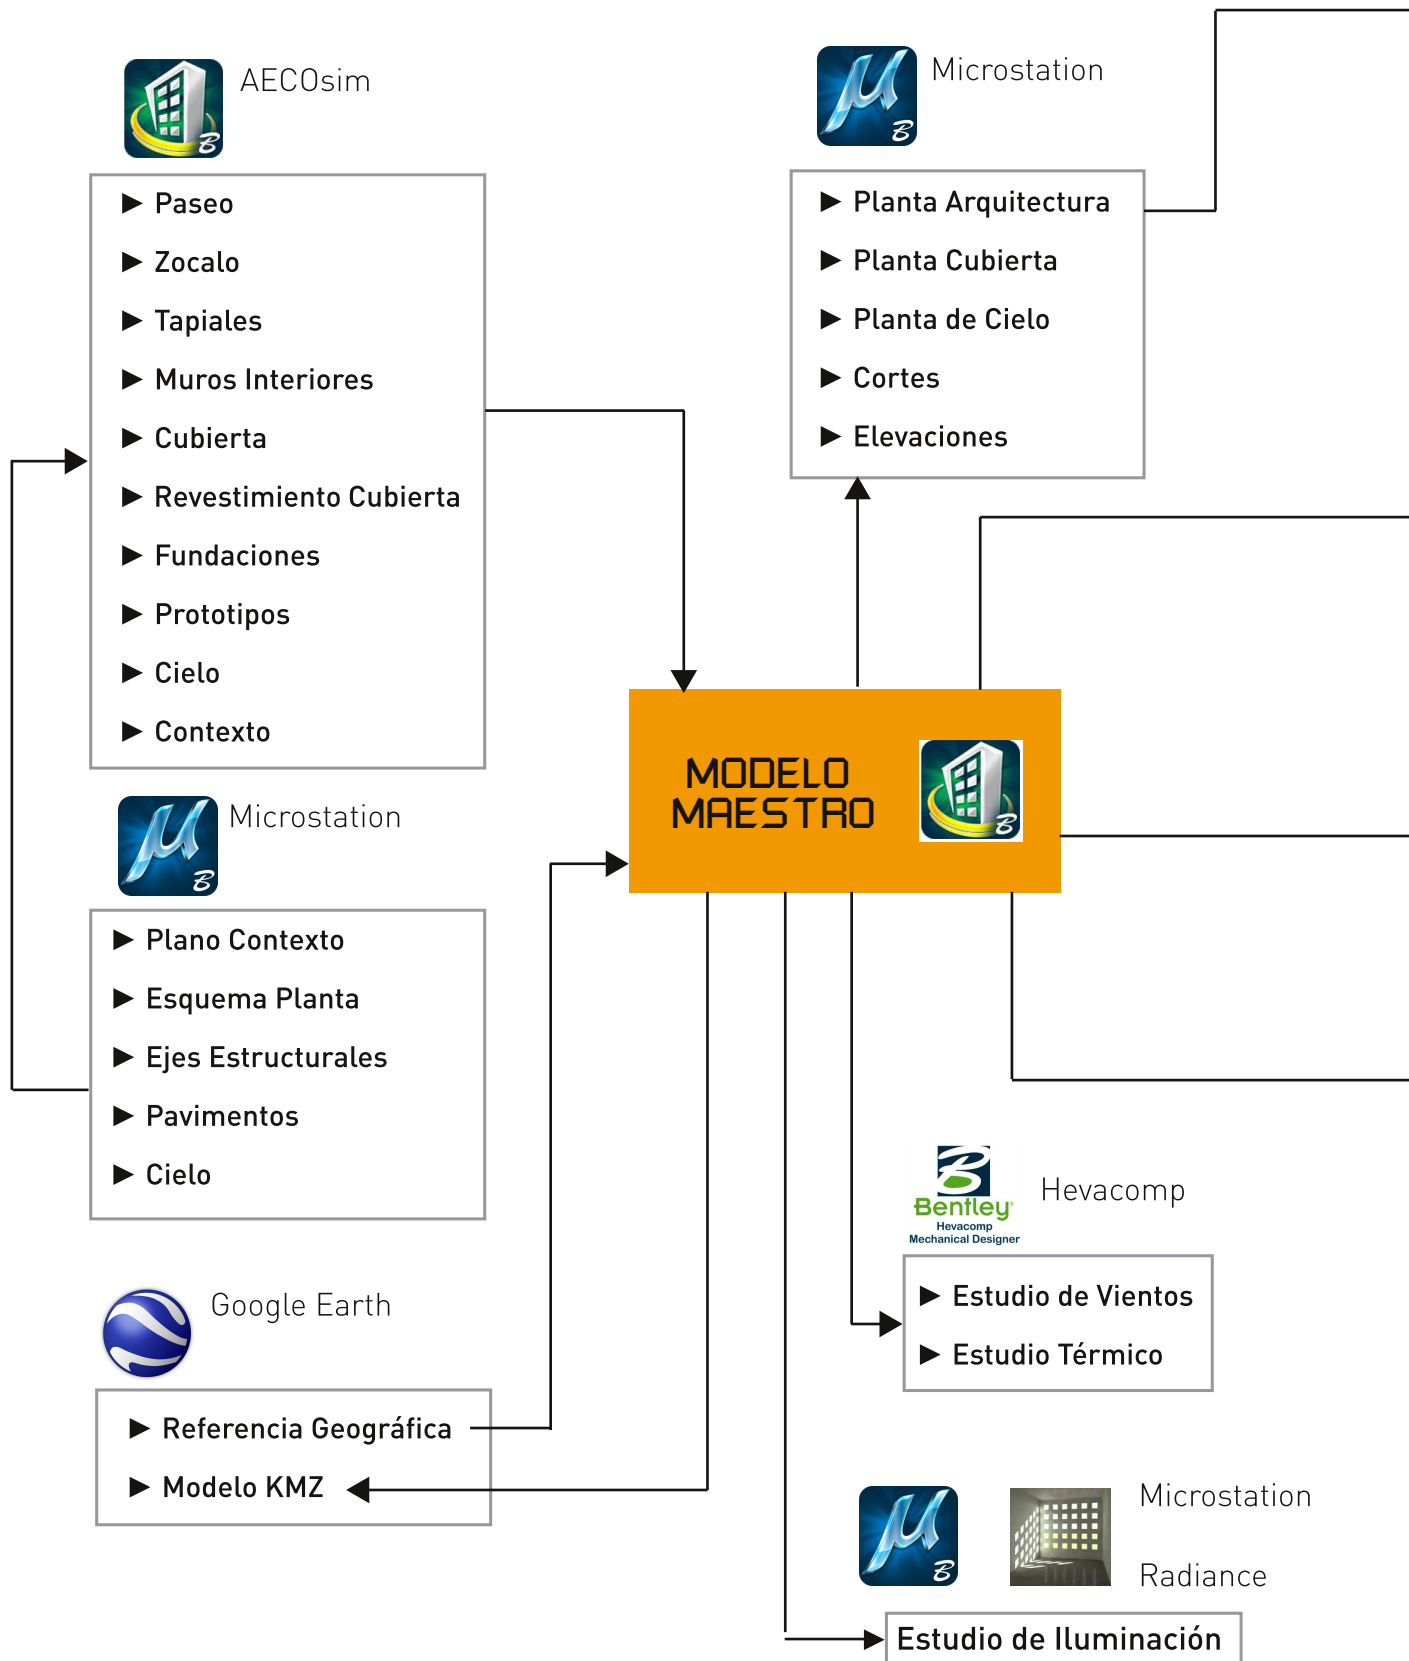 AECOsim
► Paseo
► Zocalo
► Tapiales
► Muros Interiores
► Cubierta
► Revestimiento Cubierta
► Fundaciones
► Prototipos
► Cielo
► Contexto
Microstation
► Plano Contexto
► Esquema Planta
► Ejes Estructurales
► Pavimentos
► Cielo
Google Earth
► Referencia Geográfica
► Modelo KMZ
Microstation
► Planta Arquitectura
► Planta Cubierta
► Planta de Cielo
► Cortes
► Elevaciones
MODELO
MAESTRO
Bentley
Hevacomp
Mechanical Designer
Hevacomp
► Estudio de Vientos
► Estudio Térmico
Microstation
Radiance
Estudio de Iluminación